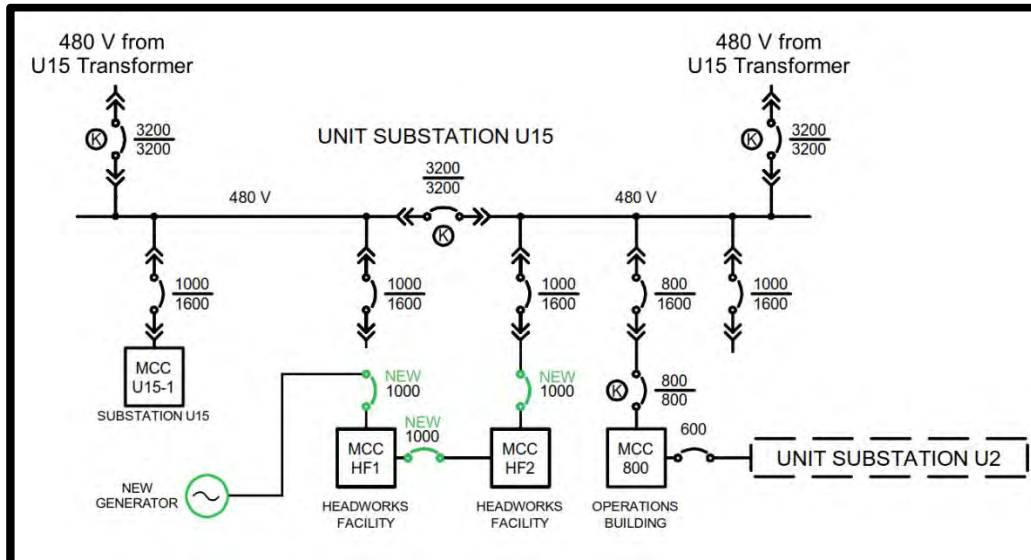 480 V from
U15 Transformer
480 V from
U15 Transformer
K
3200
3200
UNIT SUBSTATION U15
K
3200
3200
3200
3200
480 V
K
480 V
1000
1600
1000
1600
1000
1600
800
1600
1000
1600
MCC
U15-1
SUBSTATION U15
NEW
1000
NEW
1000
NEW
1000
K
800
800
600
MCC
HF1
MCC
HF2
MCC
800
UNIT SUBSTATION U2
NEW
GENERATOR
HEADWORKS
FACILITY
HEADWORKS
FACILITY
OPERATIONS
BUILDING